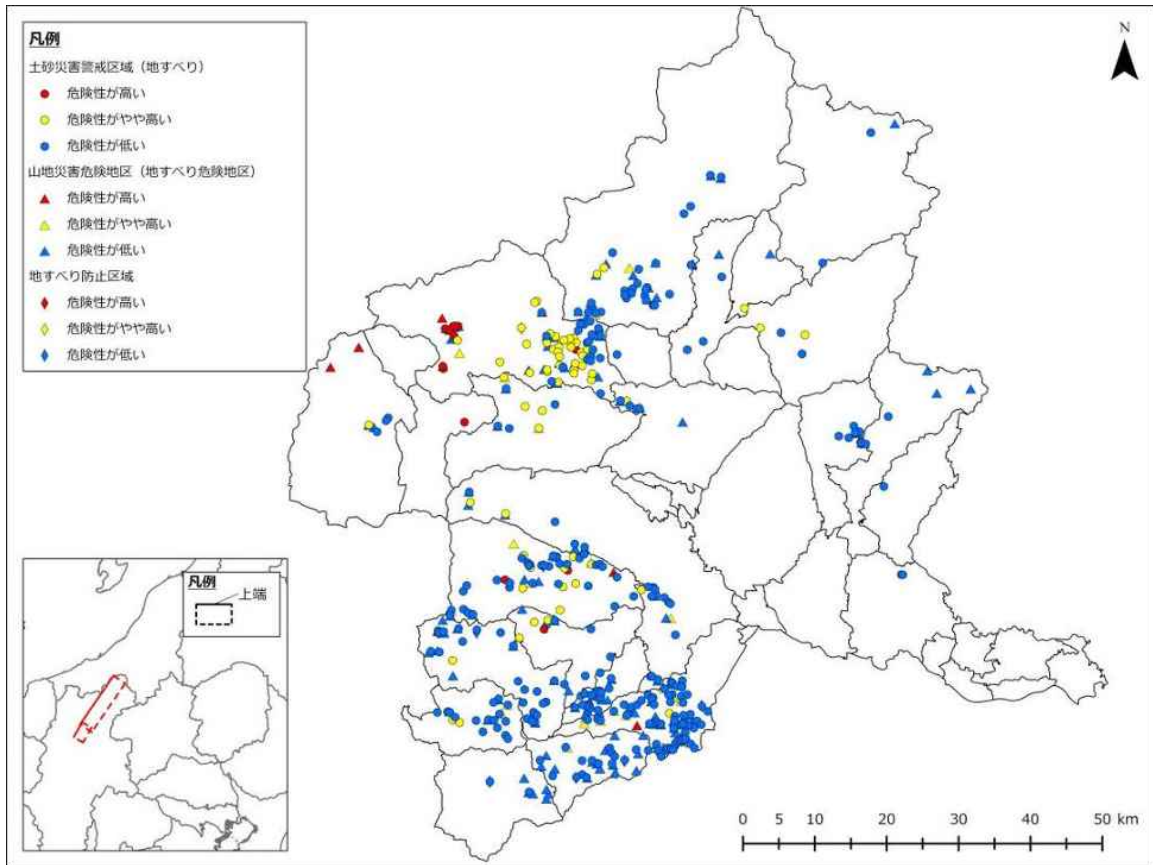 凡例
土砂災害警戒区域（地すべり）
危険性が高い
危険性がやや高い
危険性が低い
山地災害危険地区（地すべり危険地区）
危険性が高い
危険性がやや高い
危険性が低い
地すべり防止区域
危険性が高い
危険性がやや高い
危険性が低い
N
凡例
上端
0 5 10 20 30 40 50 km